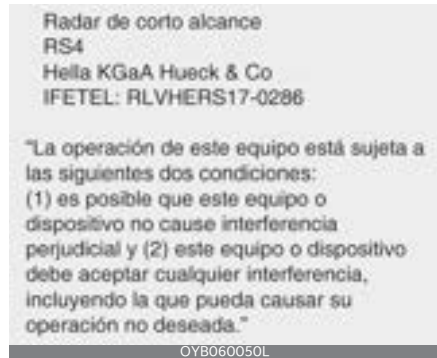 Radar de corto alcance
RS4
Hella KGaA Hueck & Co
IFETEL: RLVHERS17-0286
"La operación de este equipo está sujeta a
las siguientes dos condiciones:
(1) es posible que este equipo o
dispositivo no cause interferencia
perjudicial y (2) este equipo o dispositivo
debe aceptar cualquier interferencia,
incluyendo la que pueda causar su
operación no deseada."
OYB060050L